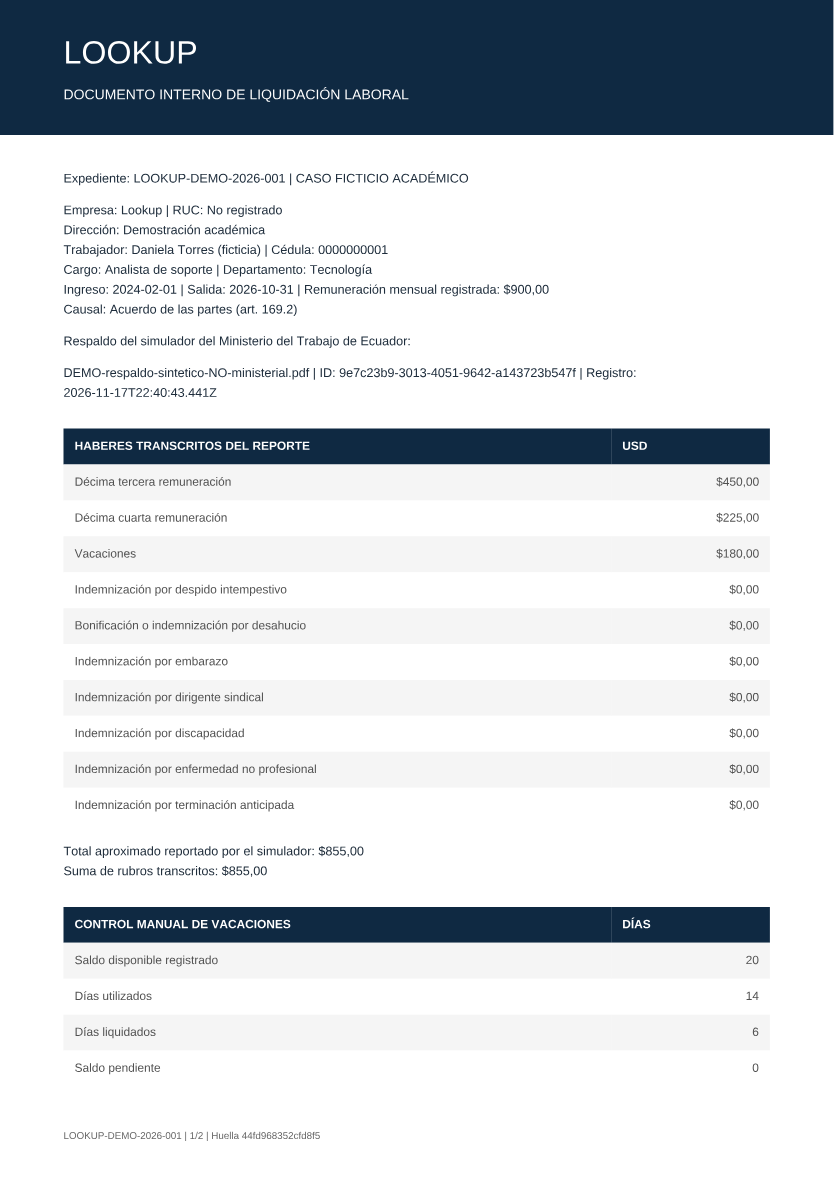 LOOKUP
DOCUMENTO INTERNO DE LIQUIDACIÓN LABORAL
Expediente: LOOKUP-DEMO-2026-001 | CASO FICTICIO ACADÉMICO
Empresa: Lookup | RUC: No registrado
Dirección: Demostración académica
Trabajador: Daniela Torres (ficticia) | Cédula: 0000000001
Cargo: Analista de soporte | Departamento: Tecnología
Ingreso: 2024-02-01 | Salida: 2026-10-31 | Remuneración mensual registrada: $900,00
Causal: Acuerdo de las partes (art. 169.2)
Respaldo del simulador del Ministerio del Trabajo de Ecuador:
DEMO-respaldo-sintetico-NO-ministerial.pdf | ID: 9e7c23b9-3013-4051-9642-a143723b547f | Registro:
2026-11-17T22:40:43.441Z
HABERES TRANSCRITOS DEL REPORTE USD
Décima tercera remuneración $450,00
Décima cuarta remuneración $225,00
Vacaciones $180,00
Indemnización por despido intempestivo $0,00
Bonificación o indemnización por desahucio $0,00
Indemnización por embarazo $0,00
Indemnización por dirigente sindical $0,00
Indemnización por discapacidad $0,00
Indemnización por enfermedad no profesional $0,00
Indemnización por terminación anticipada $0,00
Total aproximado reportado por el simulador: $855,00
Suma de rubros transcritos: $855,00
CONTROL MANUAL DE VACACIONES DÍAS
Saldo disponible registrado 20
Días utilizados 14
Días liquidados 6
Saldo pendiente 0
LOOKUP-DEMO-2026-001 | 1/2 | Huella 44fd968352cfd8f5